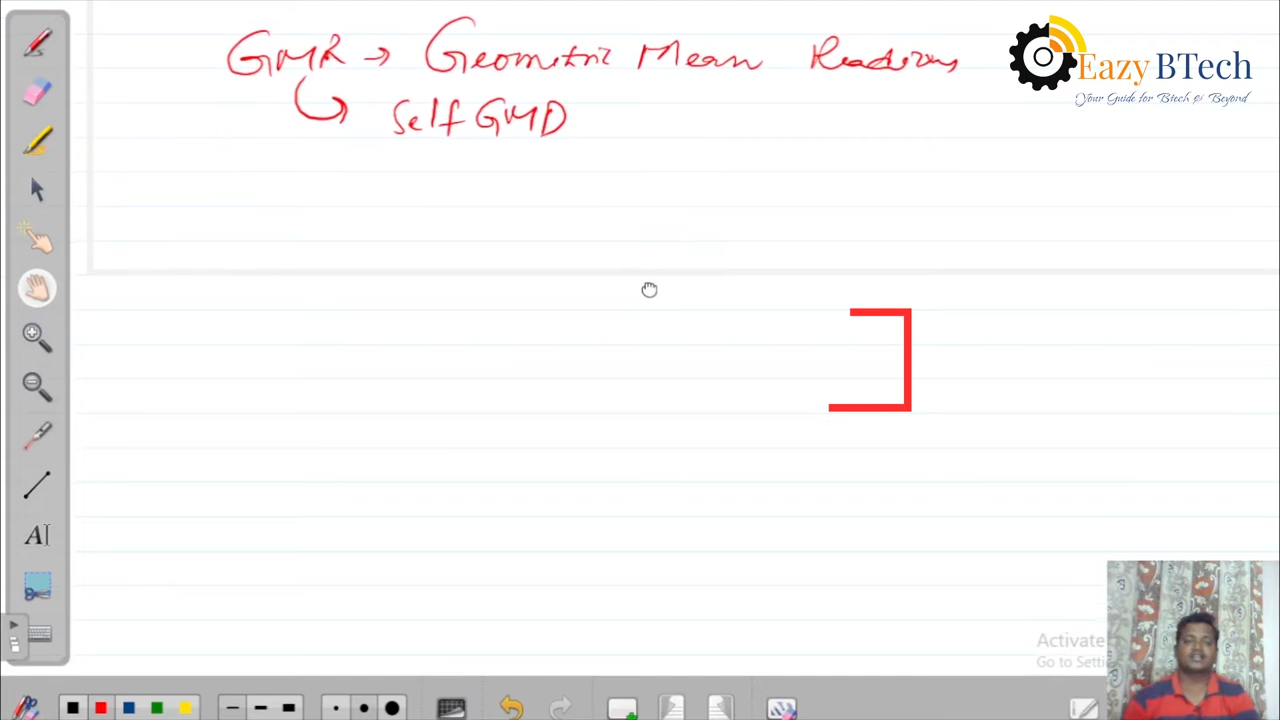 GMR → Geometric Mean Radius
Self GMD
Eazy BTech
Your Guide for Btech & Beyond
A
Activate
Go to Setti